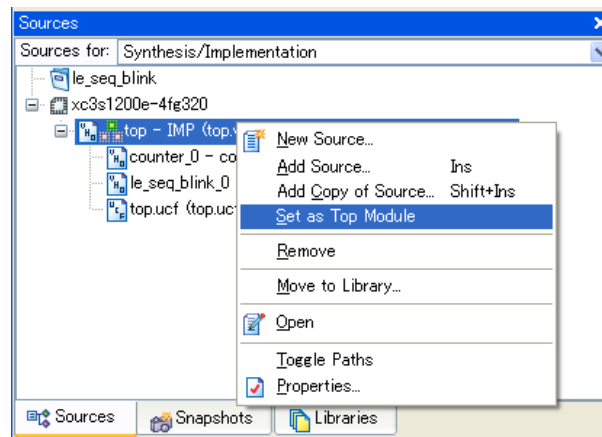 Sources
Sources for: Synthesis/Implementation
le_seq_blink
xc3s1200e-4fg320
top - IMP (top.v
counter_0 - co
le_seq_blink_0
top.ucf (top.uc
New Source...
Add Source... Ins
Add Copy of Source... Shift+Ins
Set as Top Module
Remove
Move to Library...
Open
Toggle Paths
Properties...
Sources Snapshots Libraries